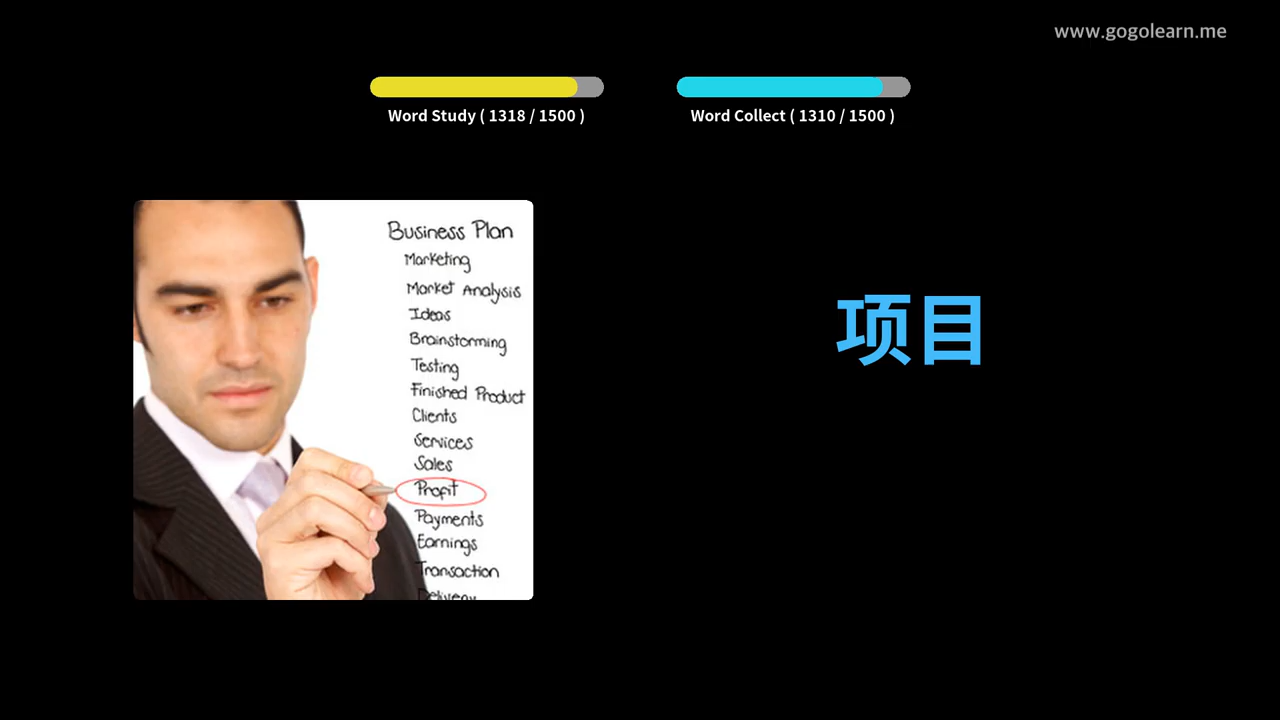 www.gogolearn.me
Word Study ( 1318 / 1500 )
Word Collect ( 1310 / 1500 )
Business Plan
Marketing
Market Analysis
Ideas
Brainstorming
Testing
Finished Product
Clients
Services
Sales
Profit
Payments
Earnings
Transaction
Delivery
项目